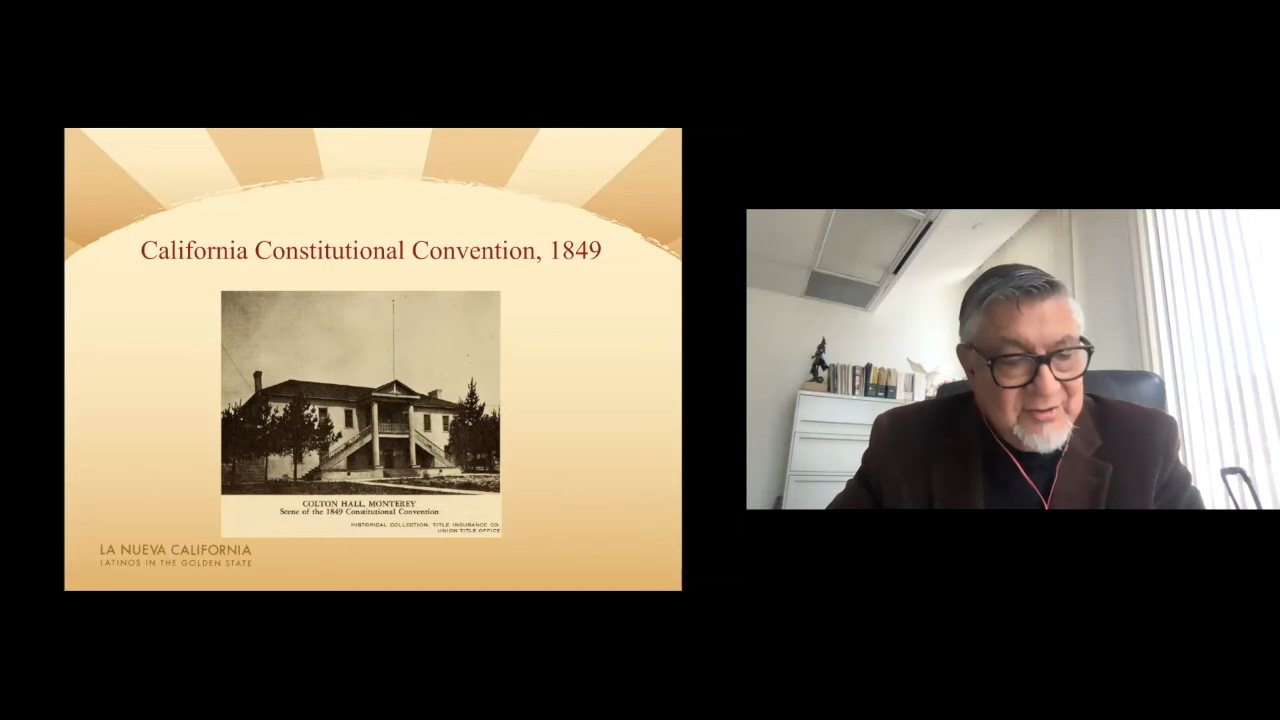 California Constitutional Convention, 1849
COLTON HALL, MONTEREY
Scene of the 1849 Constitutional Convention
HISTORICAL COLLECTION, TITLE INSURANCE CO.
UNION TITLE OFFICE
LA NUEVA CALIFORNIA
LATINOS IN THE GOLDEN STATE